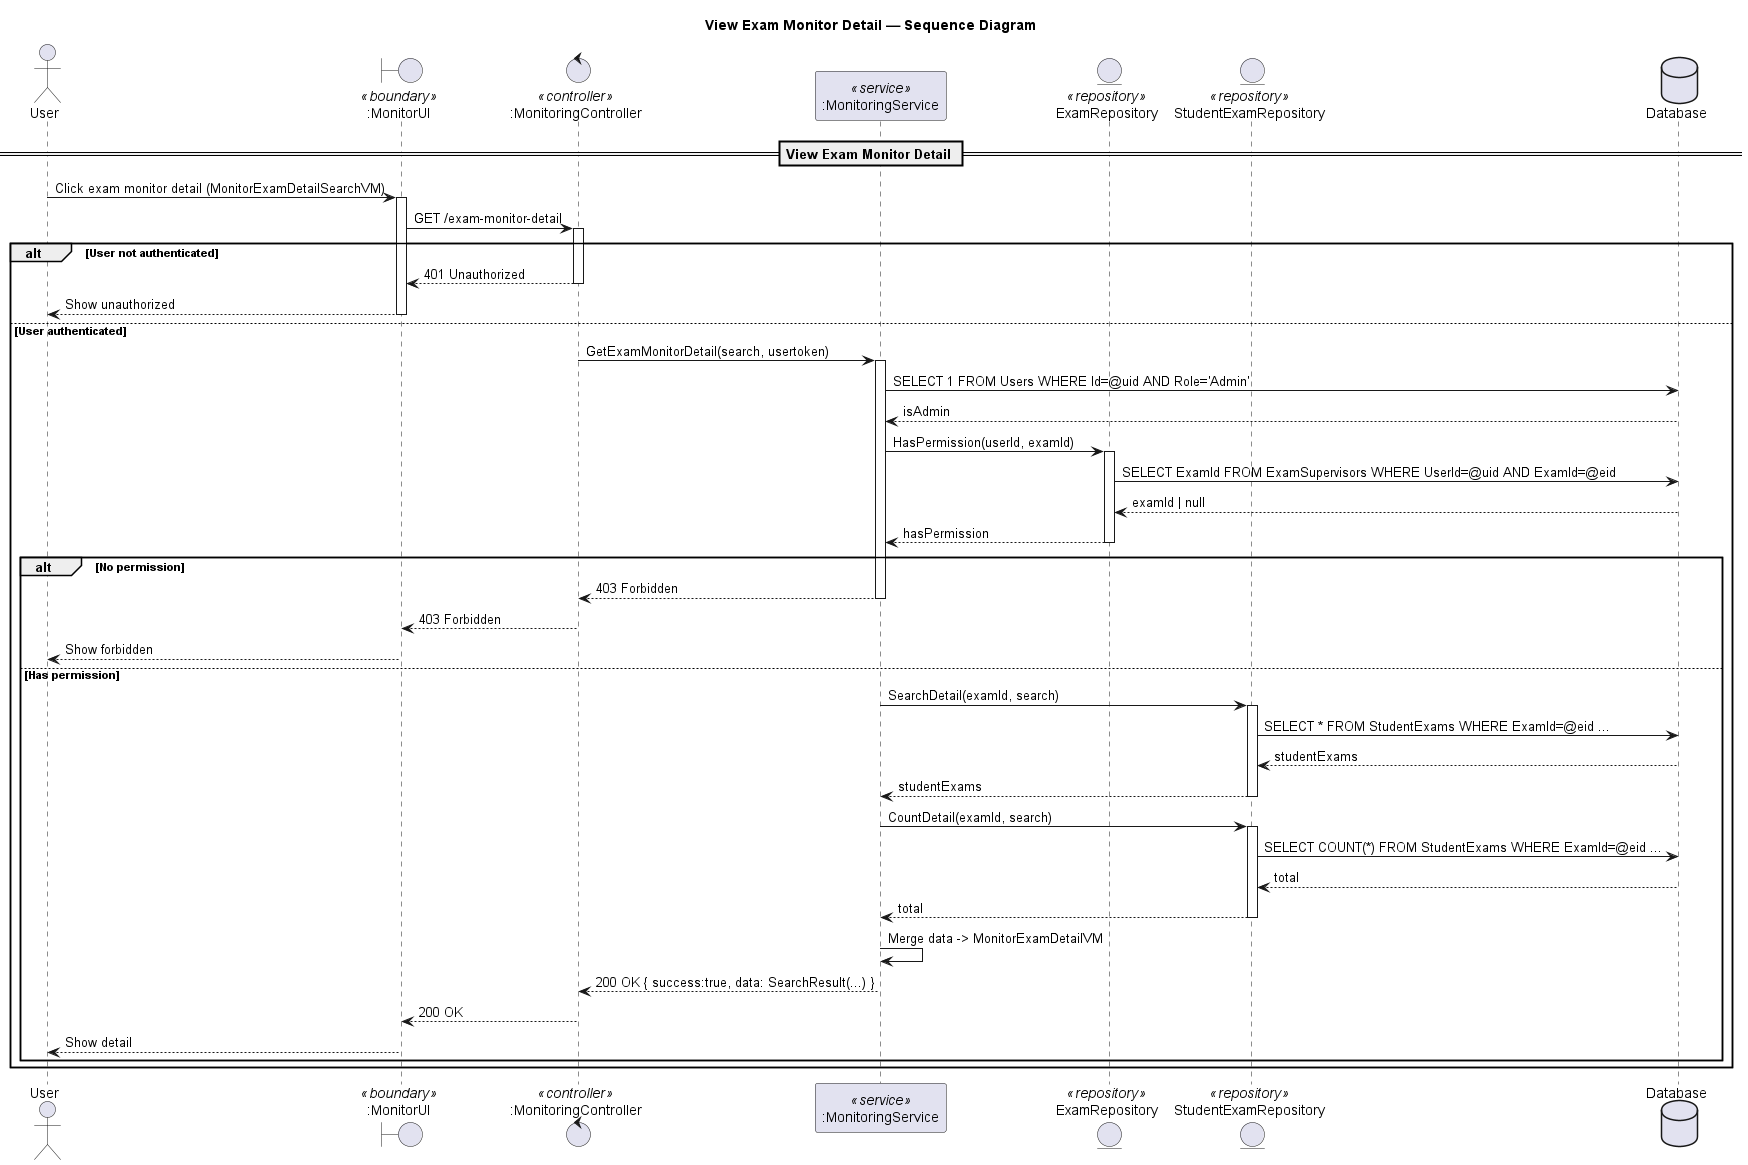 View Exam Monitor Detail — Sequence Diagram
«boundary»
«controller»
«service»
«repository»
«repository»
User
:MonitorUI
:MonitoringController
:MonitoringService
ExamRepository
StudentExamRepository
Database
View Exam Monitor Detail
Click exam monitor detail (MonitorExamDetailSearchVM)
GET /exam-monitor-detail
alt
[User not authenticated]
401 Unauthorized
Show unauthorized
[User authenticated]
GetExamMonitorDetail(search, usertoken)
SELECT 1 FROM Users WHERE Id=@uid AND Role='Admin'
isAdmin
HasPermission(userId, examId)
SELECT ExamId FROM ExamSupervisors WHERE UserId=@uid AND ExamId=@eid
examId | null
hasPermission
alt
[No permission]
403 Forbidden
403 Forbidden
Show forbidden
[Has permission]
SearchDetail(examId, search)
SELECT * FROM StudentExams WHERE ExamId=@eid ...
studentExams
studentExams
CountDetail(examId, search)
SELECT COUNT(*) FROM StudentExams WHERE ExamId=@eid ...
total
total
Merge data -> MonitorExamDetailVM
200 OK { success:true, data: SearchResult(...) }
200 OK
Show detail
User
«boundary»
:MonitorUI
«controller»
:MonitoringController
«service»
:MonitoringService
«repository»
ExamRepository
«repository»
StudentExamRepository
Database